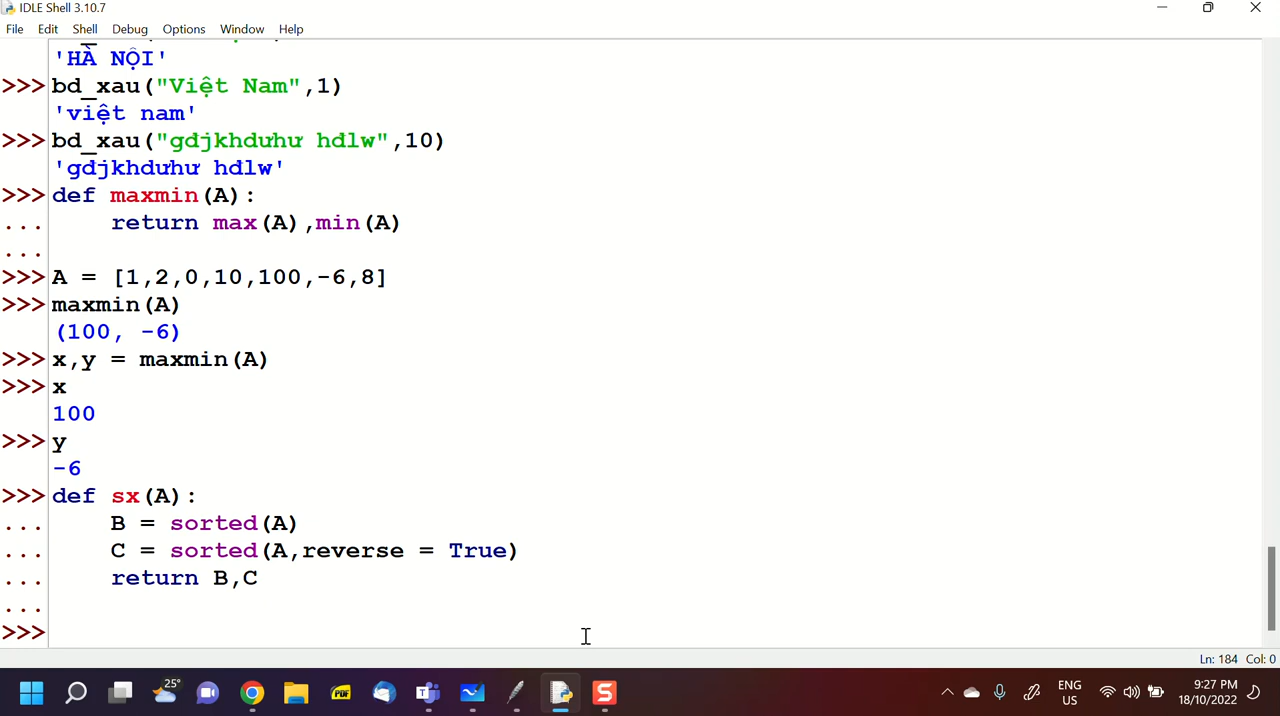 IDLE Shell 3.10.7
File Edit Shell Debug Options Window Help
'HÀ NỘI'
>>> bd_xau("Việt Nam",1)
'việt nam'
>>> bd_xau("gdjkhdưhư hdlw",10)
'gdjkhdưhư hdlw'
>>> def maxmin(A):
... return max(A),min(A)
...
>>> A = [1,2,0,10,100,-6,8]
>>> maxmin(A)
(100, -6)
>>> x,y = maxmin(A)
>>> x
100
>>> y
-6
>>> def sx(A):
... B = sorted(A)
... C = sorted(A,reverse = True)
... return B,C
...
>>>
Ln: 184 Col: 0
25°
PDF
S
ENG
US
9:27 PM
18/10/2022